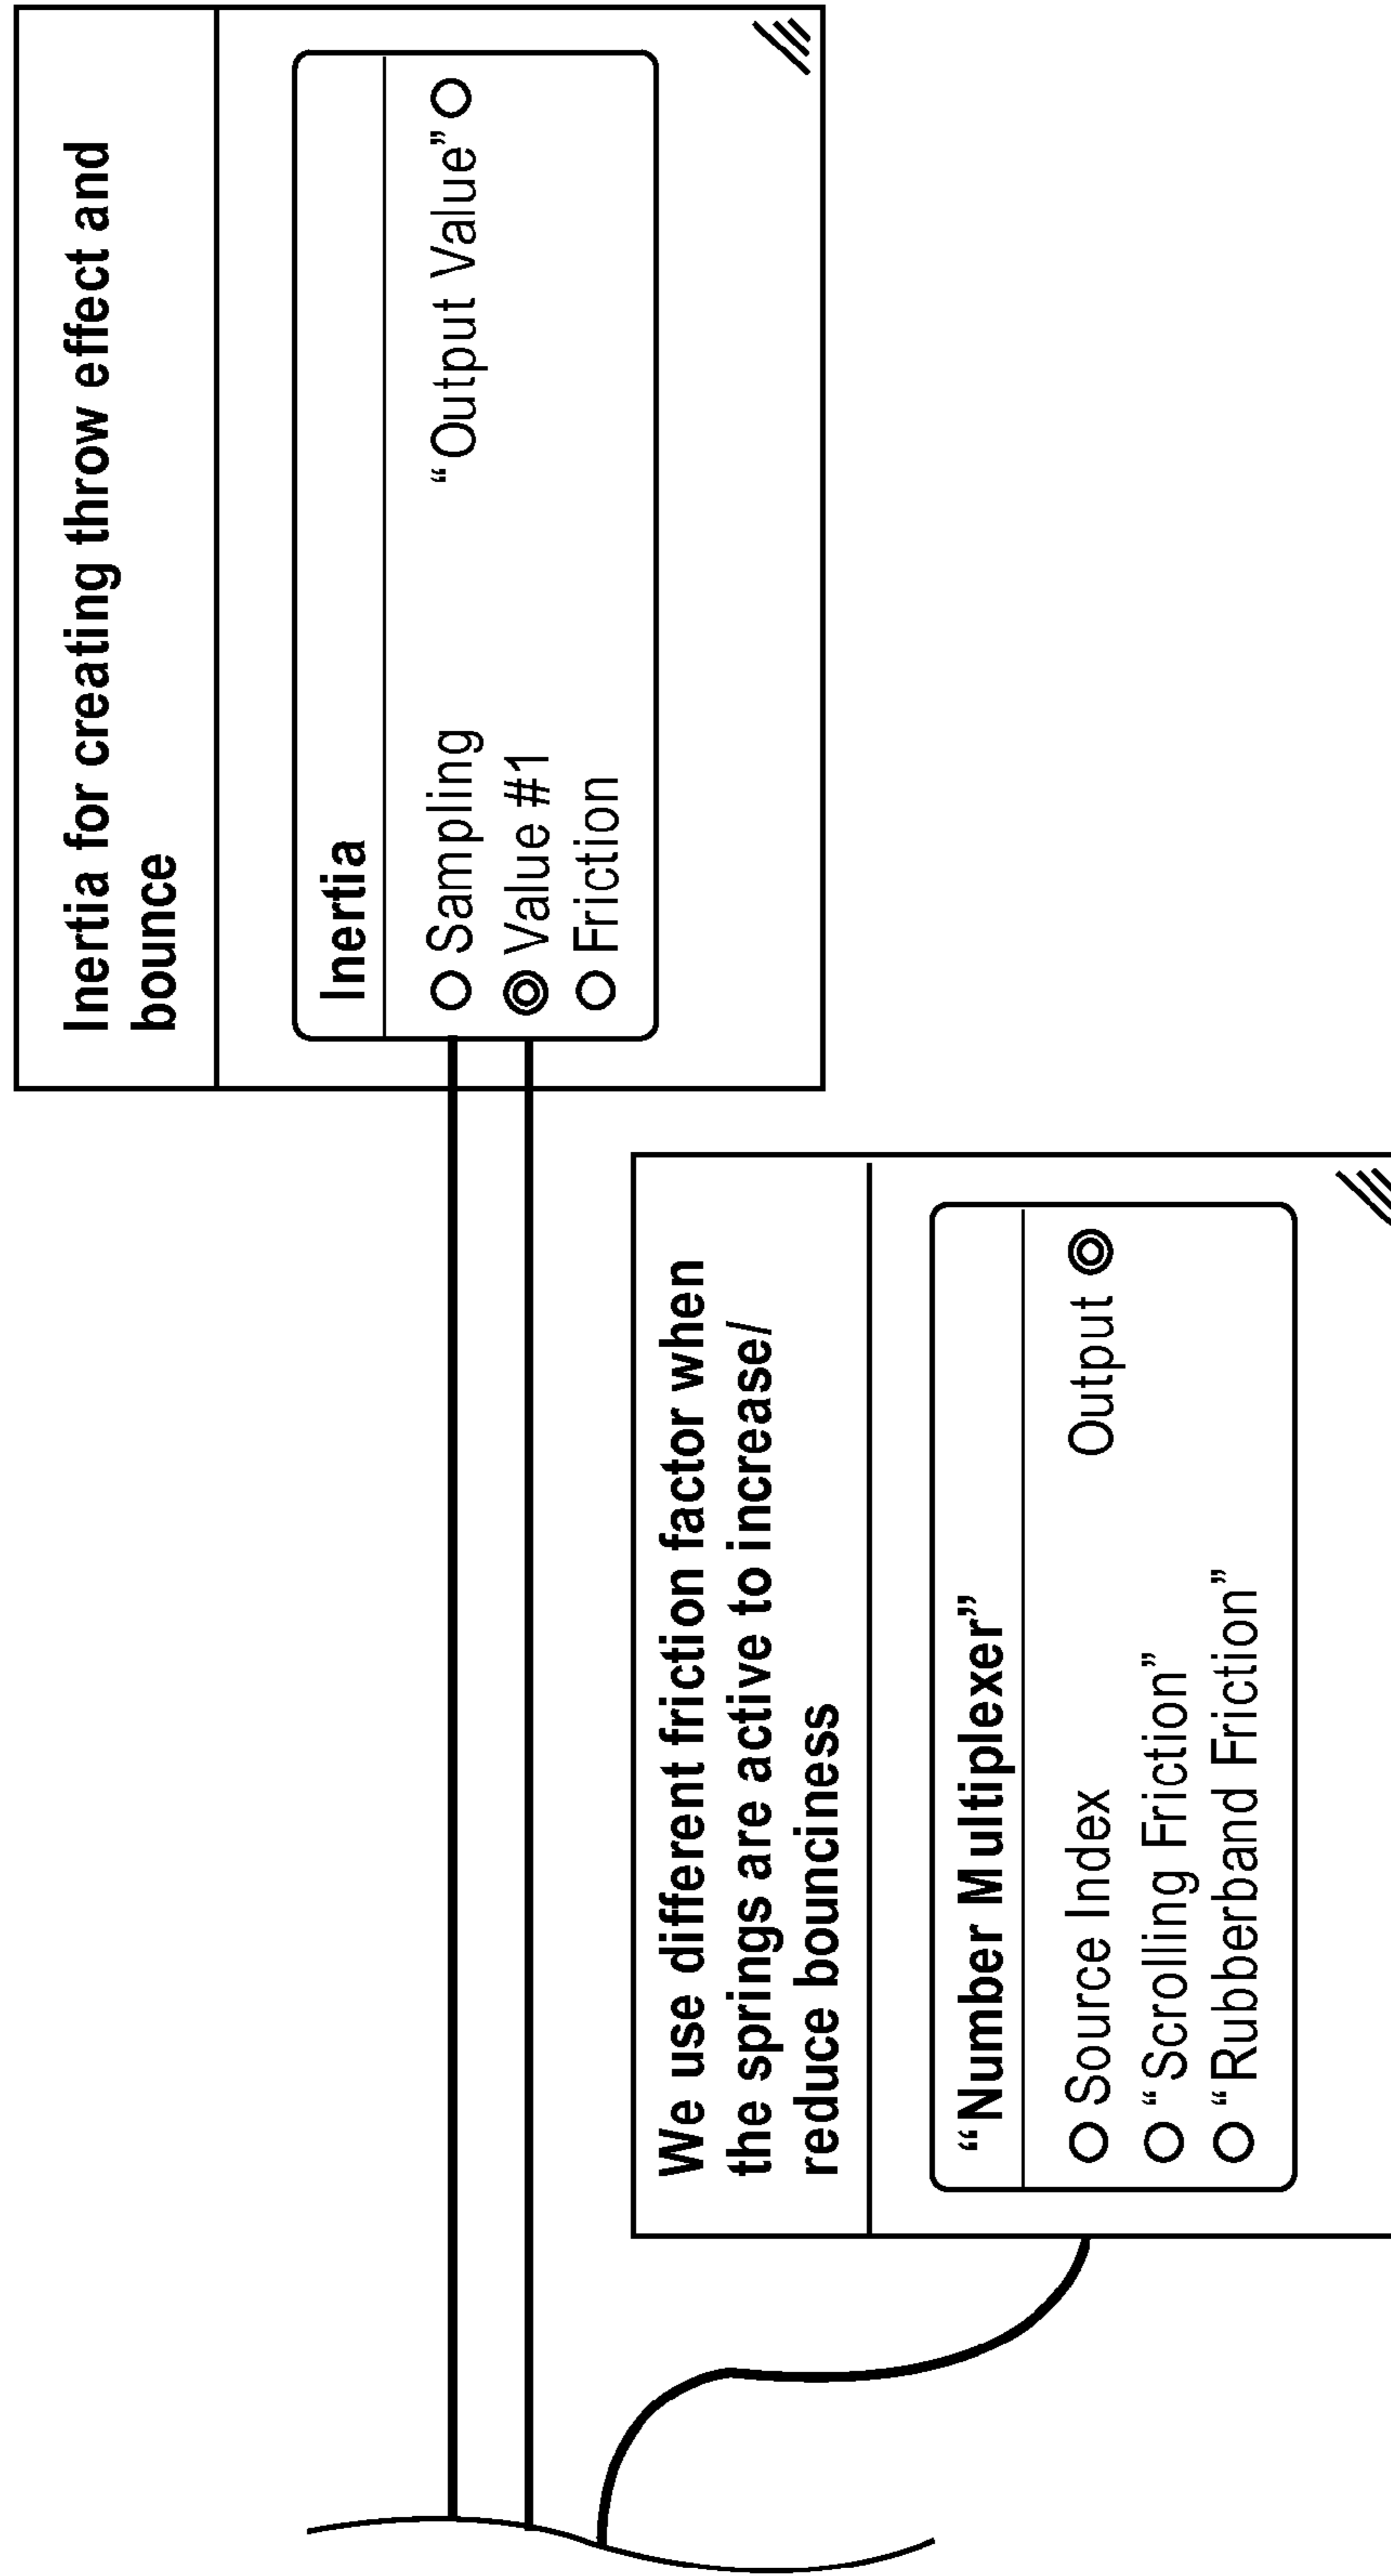 Inertia for creating throw effect and
bounce
Inertia
Sampling “Output Value”
Value #1
Friction
We use different friction factor when
the springs are active to increase/
reduce bounciness
“Number Multiplexer”
Source Index Output
“Scrolling Friction”
“Rubberband Friction”